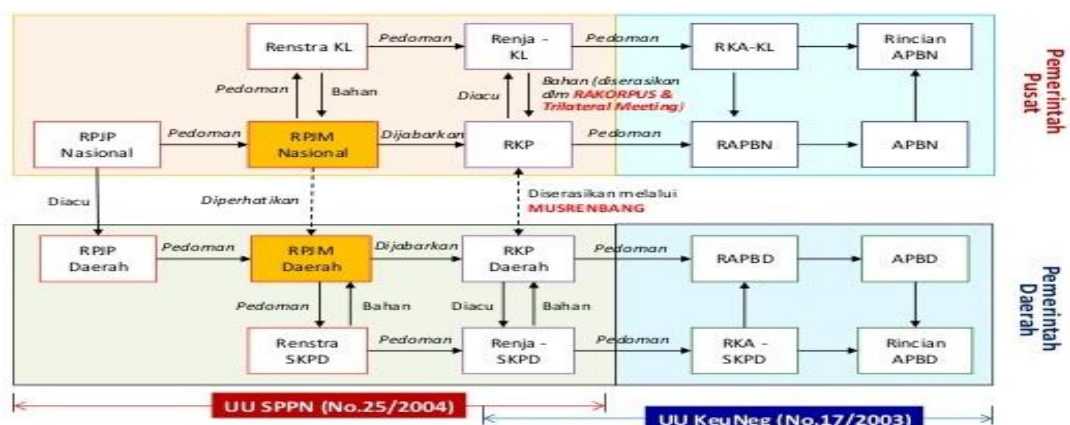 Renstra KL
Pedoman
Renja -
KL
Pedoman
RKA-KL
Rincian
APBN
Pedoman
Bahan
Diacu
Bahan (diserasikan
dlm RAKORPUS &
Trilateral Meeting)
RPJP
Nasional
Pedoman
RPJM
Nasional
Dijabarkan
RKP
Pedoman
RAPBN
APBN
Pemerintah
Pusat
Diacu
Diperhatikan
Diserasikan melalui
MUSRENBANG
RPJP
Daerah
Pedoman
RPJM
Daerah
Dijabarkan
RKP
Daerah
Pedoman
RAPBD
APBD
Pedoman
Bahan
Diacu
Bahan
Renstra
SKPD
Pedoman
Renja -
SKPD
Pedoman
RKA -
SKPD
Rincian
APBD
Pemerintah
Daerah
UU SPPN (No.25/2004)
UU KeuNeg (No.17/2003)